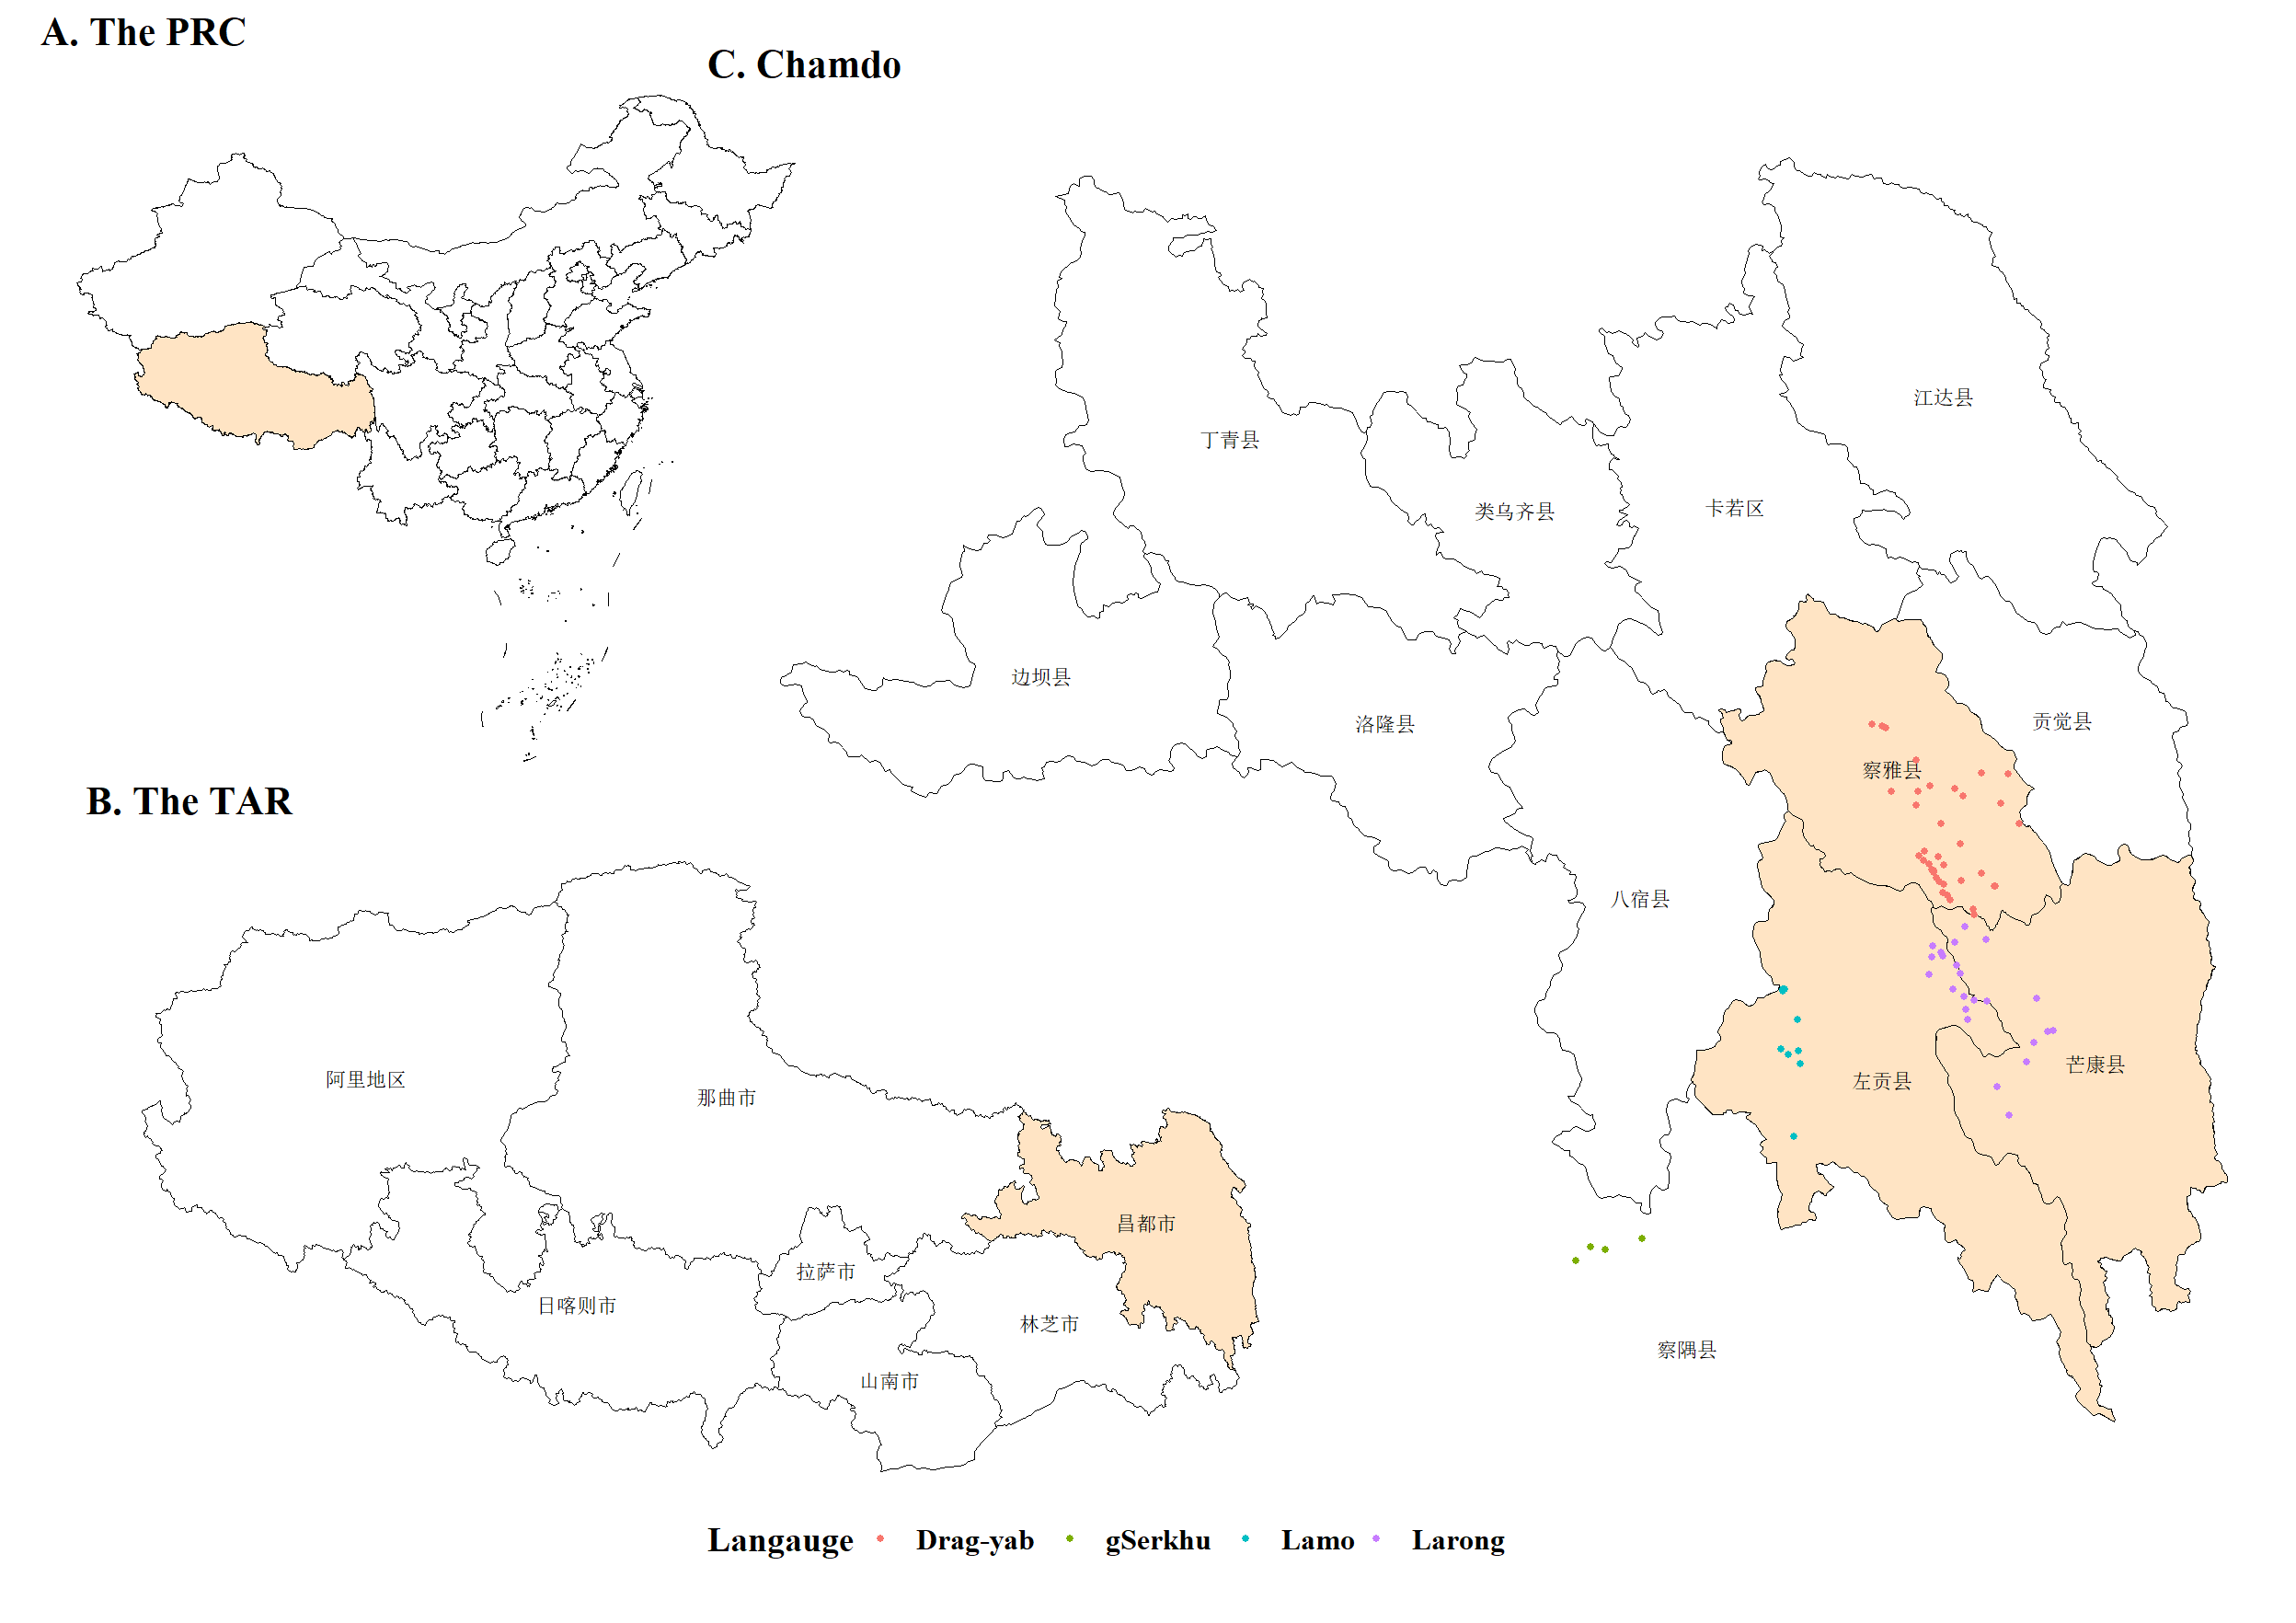 A. The PRC
C. Chamdo
江达县
丁青县
类乌齐县
卡若区
边坝县
洛隆县
贡觉县
察雅县
八宿县
左贡县
芒康县
察隅县
B. The TAR
阿里地区
那曲市
昌都市
拉萨市
日喀则市
林芝市
山南市
Langauge Drag-yab gSerkhu Lamo Larong